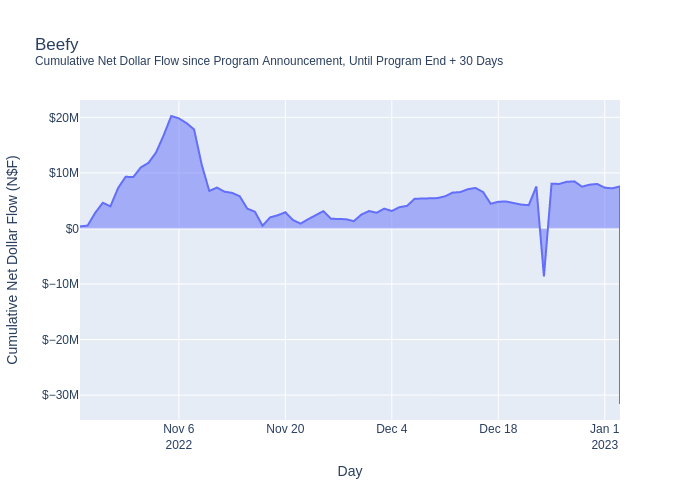 Beefy
Cumulative Net Dollar Flow since Program Announcement, Until Program End + 30 Days
Cumulative Net Dollar Flow (N$F)
$20M
$10M
$0
$−10M
$−20M
$−30M
Nov 6
2022
Nov 20
Dec 4
Dec 18
Jan 1
2023
Day